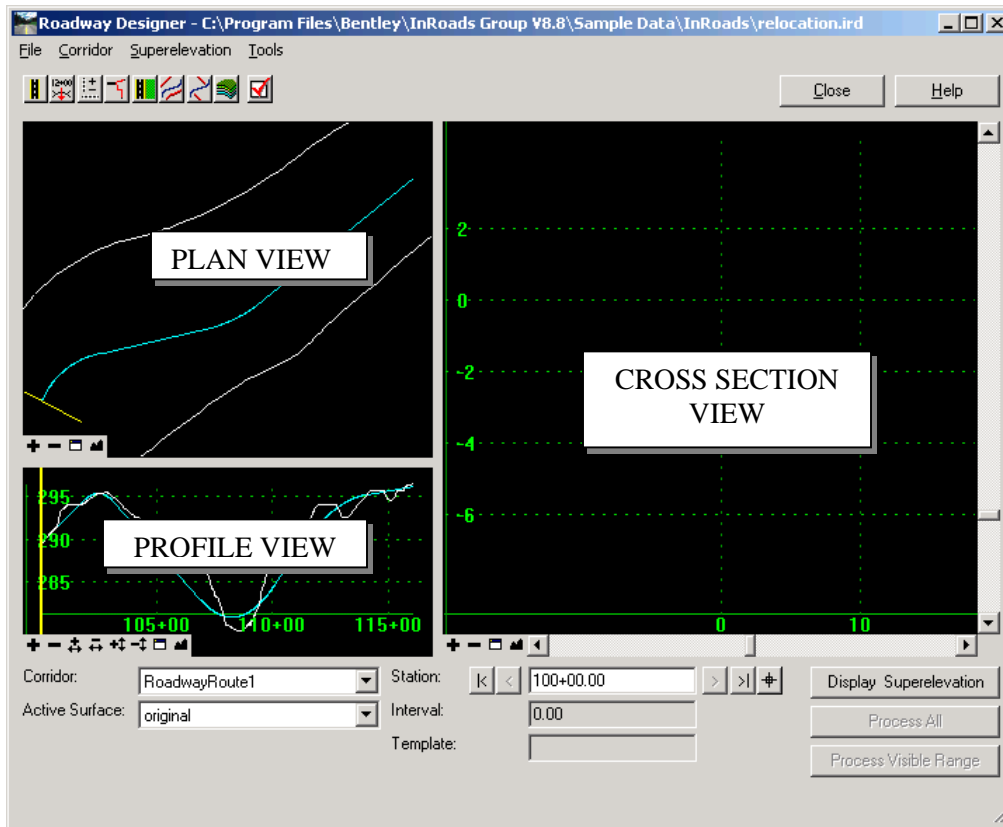 Roadway Designer - C:\Program Files\Bentley\InRoads Group V8.8\Sample Data\InRoads\relocation.ird
File Corridor Superelevation Tools
12+00
Close Help
PLAN VIEW
2
0
-2
-4
-6
0 10
CROSS SECTION
VIEW
295
290
285
105+00 110+00 115+00
PROFILE VIEW
Corridor: RoadwayRoute1 Station: 100+00.00 Display Superelevation
Active Surface: original Interval: 0.00 Process All
Template: Process Visible Range